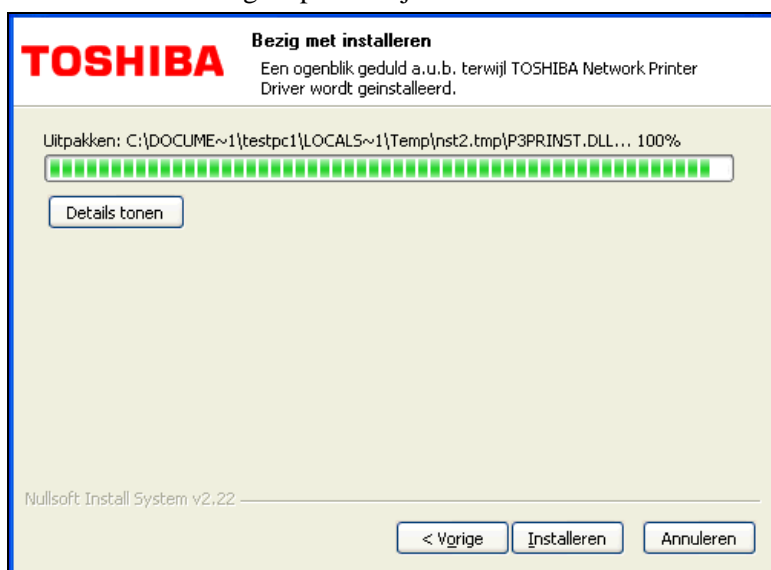 TOSHIBA
Bezig met installeren
Een ogenblik geduld a.u.b. terwijl TOSHIBA Network Printer
Driver wordt geinstalleerd.
Uitpakken: C:\DOCUME~1\testpc1\LOCALS~1\Temp\nst2.tmp\P3PRINST.DLL... 100%
Details tonen
Nullsoft Install System v2.22
< Vorige
Installeren
Annuleren